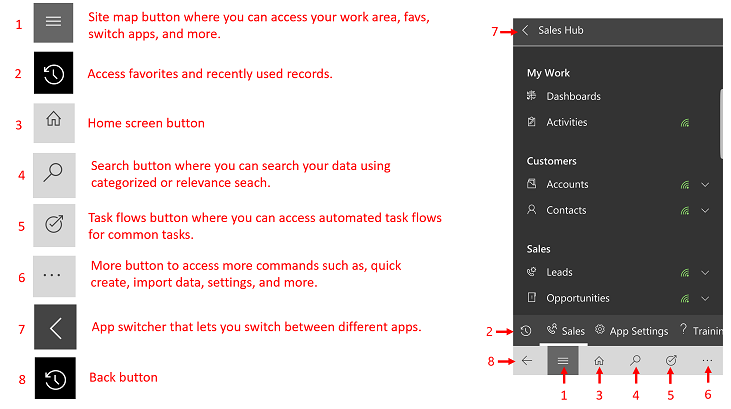 1 Site map button where you can access your work area, favs,
switch apps, and more.
2 Access favorites and recently used records.
3 Home screen button
4 Search button where you can search your data using
categorized or relevance seach.
5 Task flows button where you can access automated task flows
for common tasks.
6 More button to access more commands such as, quick
create, import data, settings, and more.
7 App switcher that lets you switch between different apps.
8 Back button
7 Sales Hub
My Work
Dashboards
Activities
Customers
Accounts
Contacts
Sales
Leads
Opportunities
2 Sales App Settings ? Trainin
8
1 3 4 5 6